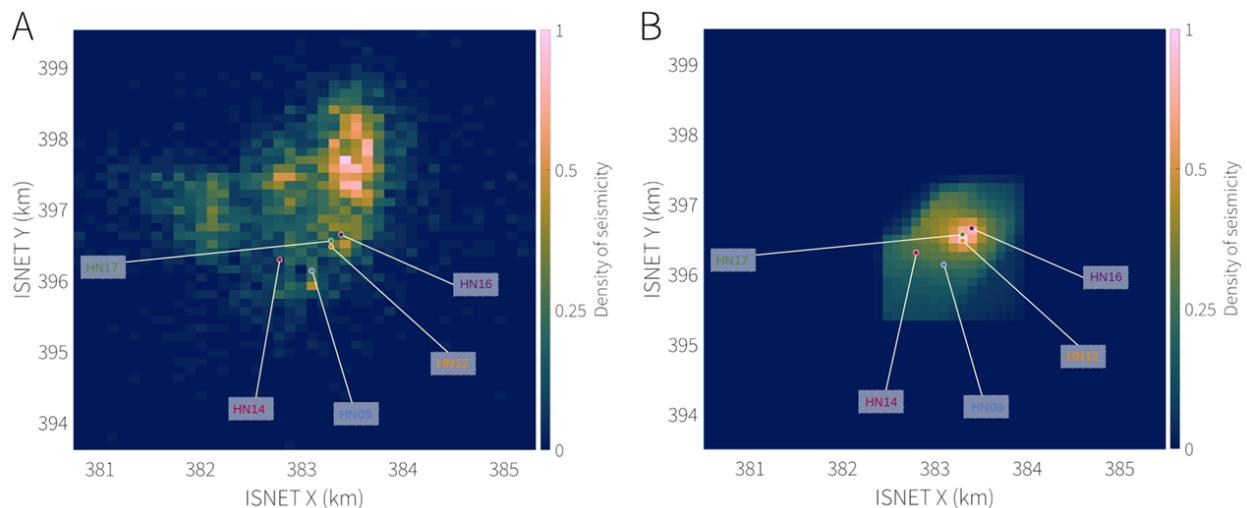 A
399
398
397
396
395
394
ISNET Y (km)
381
382
383
384
385
ISNET X (km)
HN17
HN16
HN12
HN14
HN09
1
0.5
0.25
0
Density of seismicity
B
399
398
397
396
395
394
ISNET Y (km)
381
382
383
384
385
ISNET X (km)
HN17
HN16
HN12
HN14
HN09
1
0.5
0.25
0
Density of seismicity